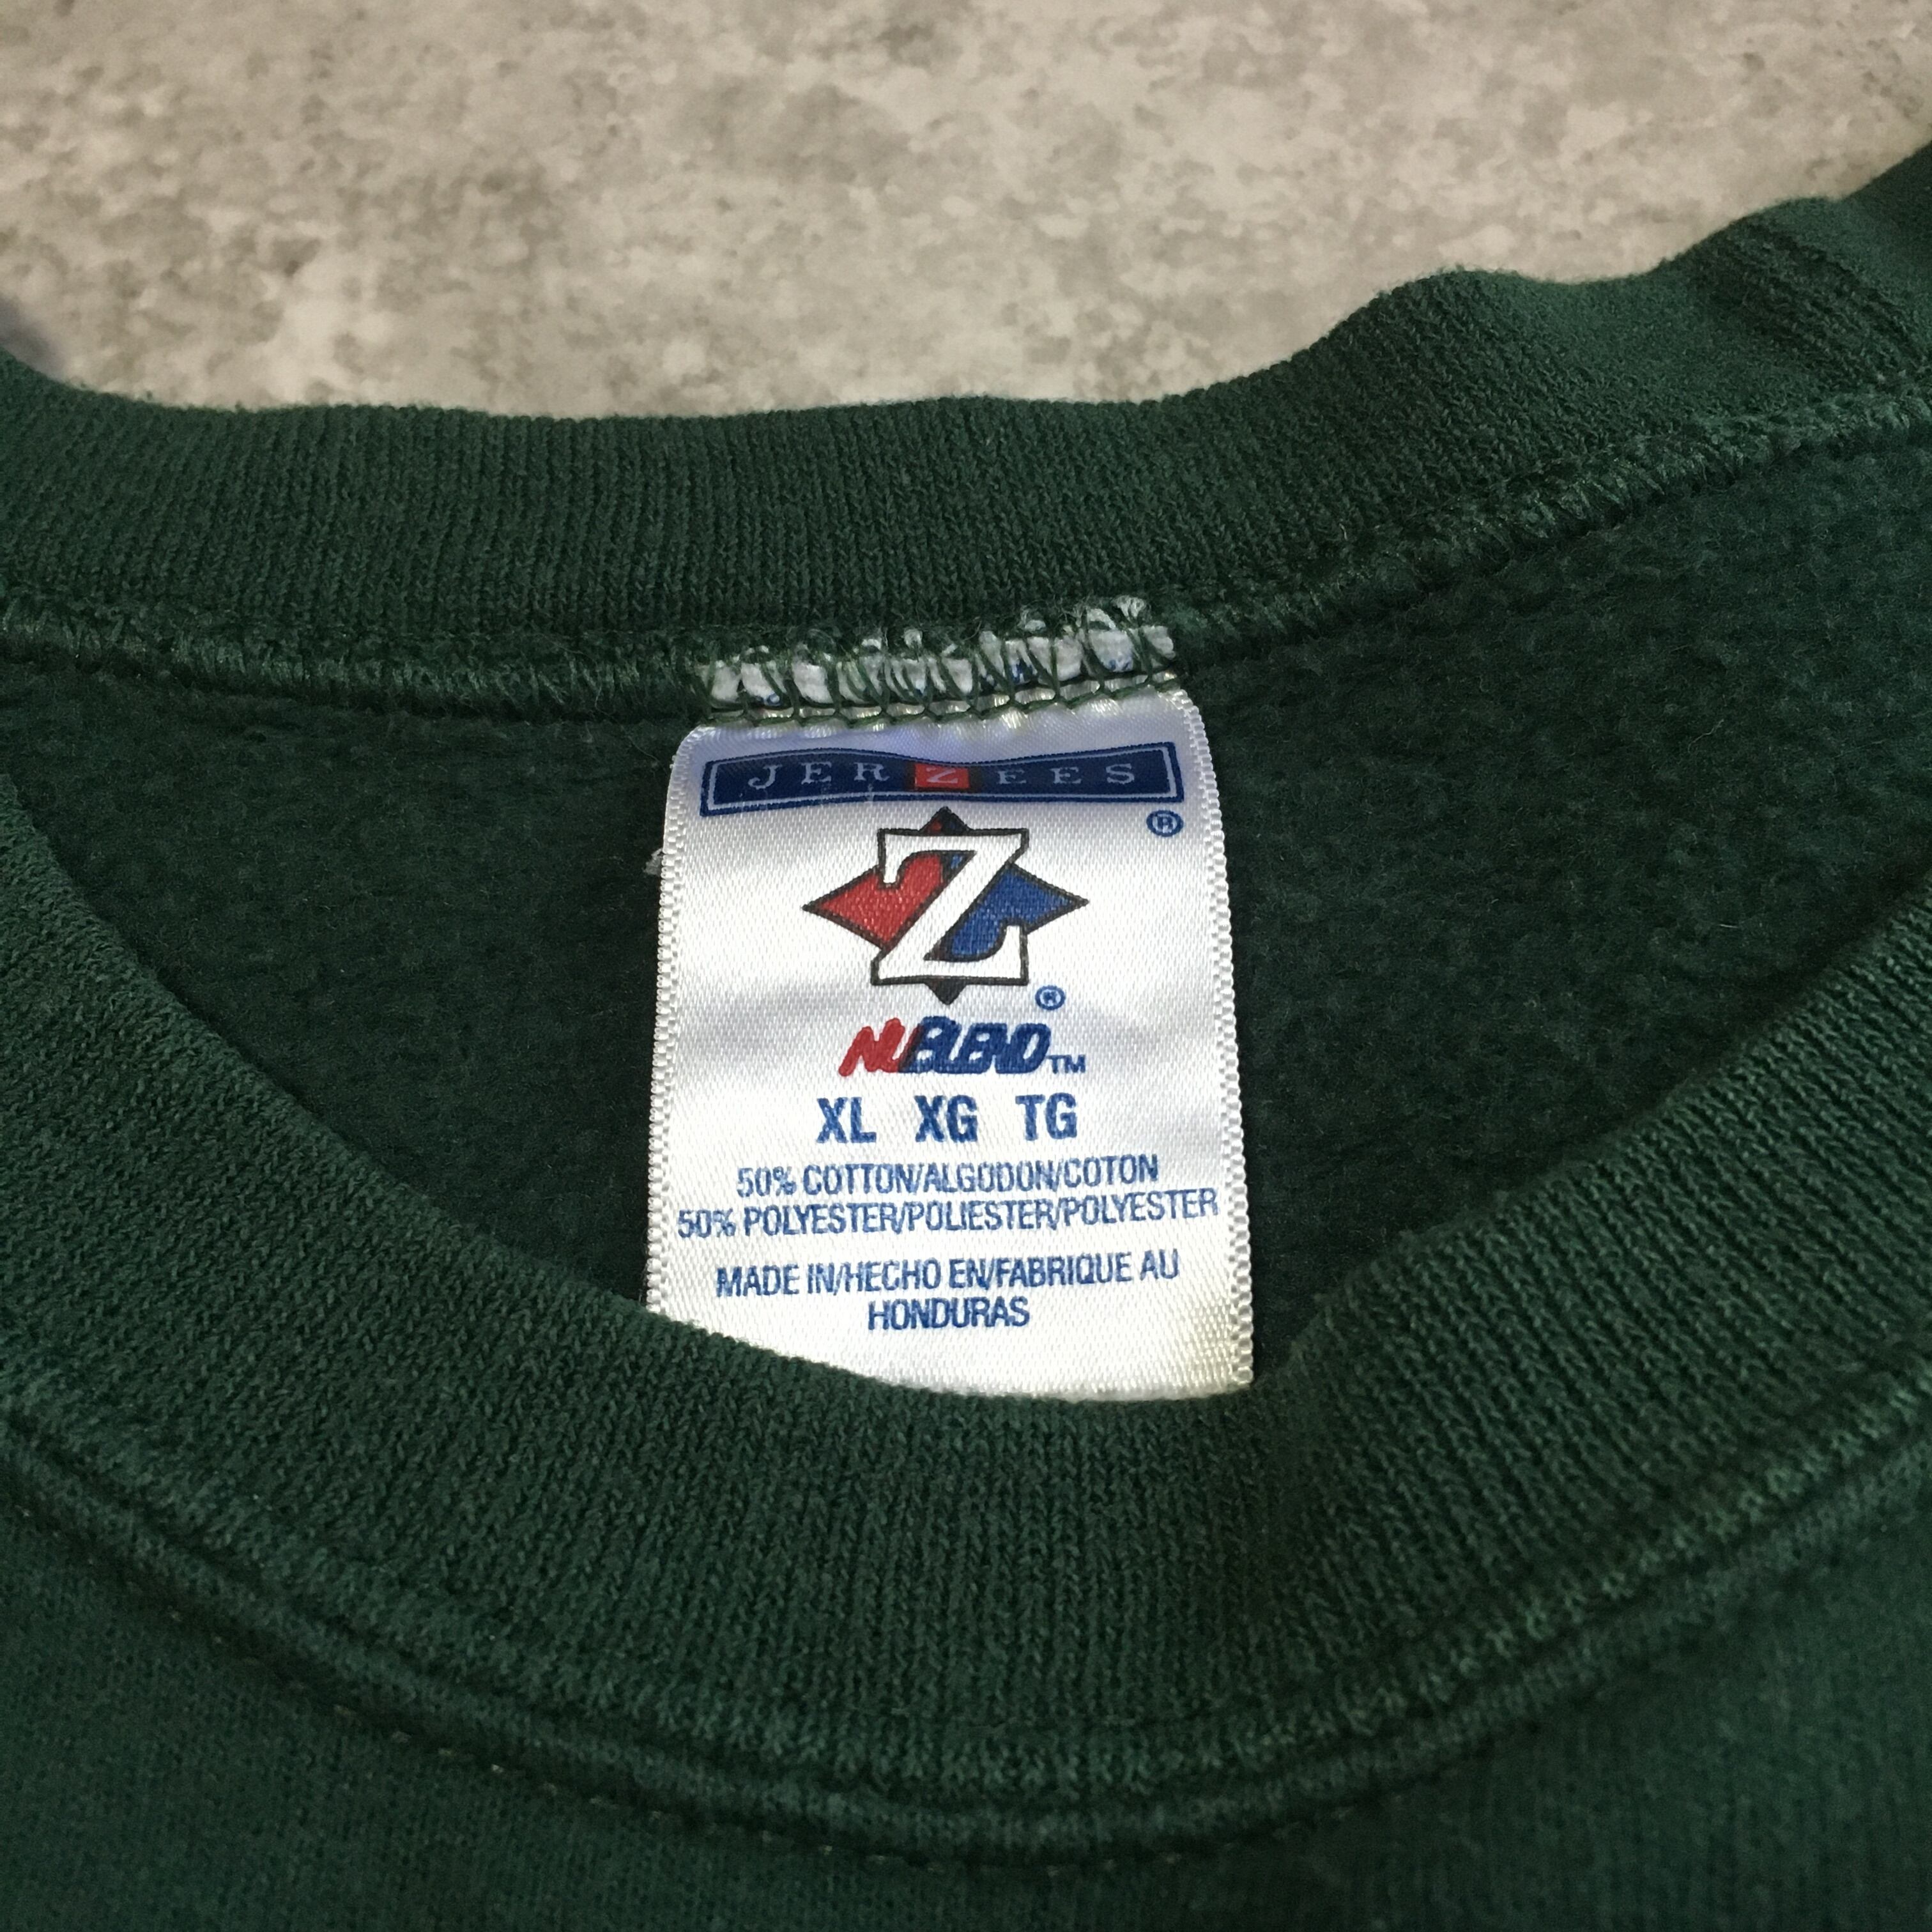 JERZEES
®
Z
®
NUBLEND™
XL XG TG
50% COTTON/ALGODON/COTON
50% POLYESTER/POLIESTER/POLYESTER
MADE IN/HECHO EN/FABRIQUE AU
HONDURAS